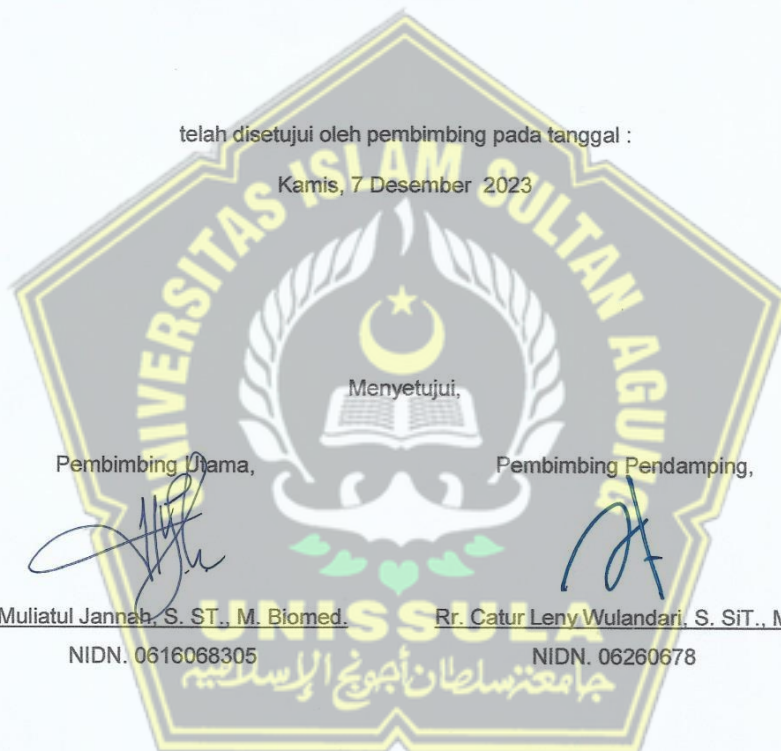 telah disetujui oleh pembimbing pada tanggal :
Kamis, 7 Desember 2023
UNIVERSITAS ISLAM SULTAN AGUNG
Menyetujui,
Pembimbing Utama, Pembimbing Pendamping,
Muliatul Jannah, S. ST., M. Biomed. Rr. Catur Leny Wulandari, S. SiT., M
NIDN. 0616068305 NIDN. 06260678
UNISSULA
جامعة سلطان أجونج الإسلامية